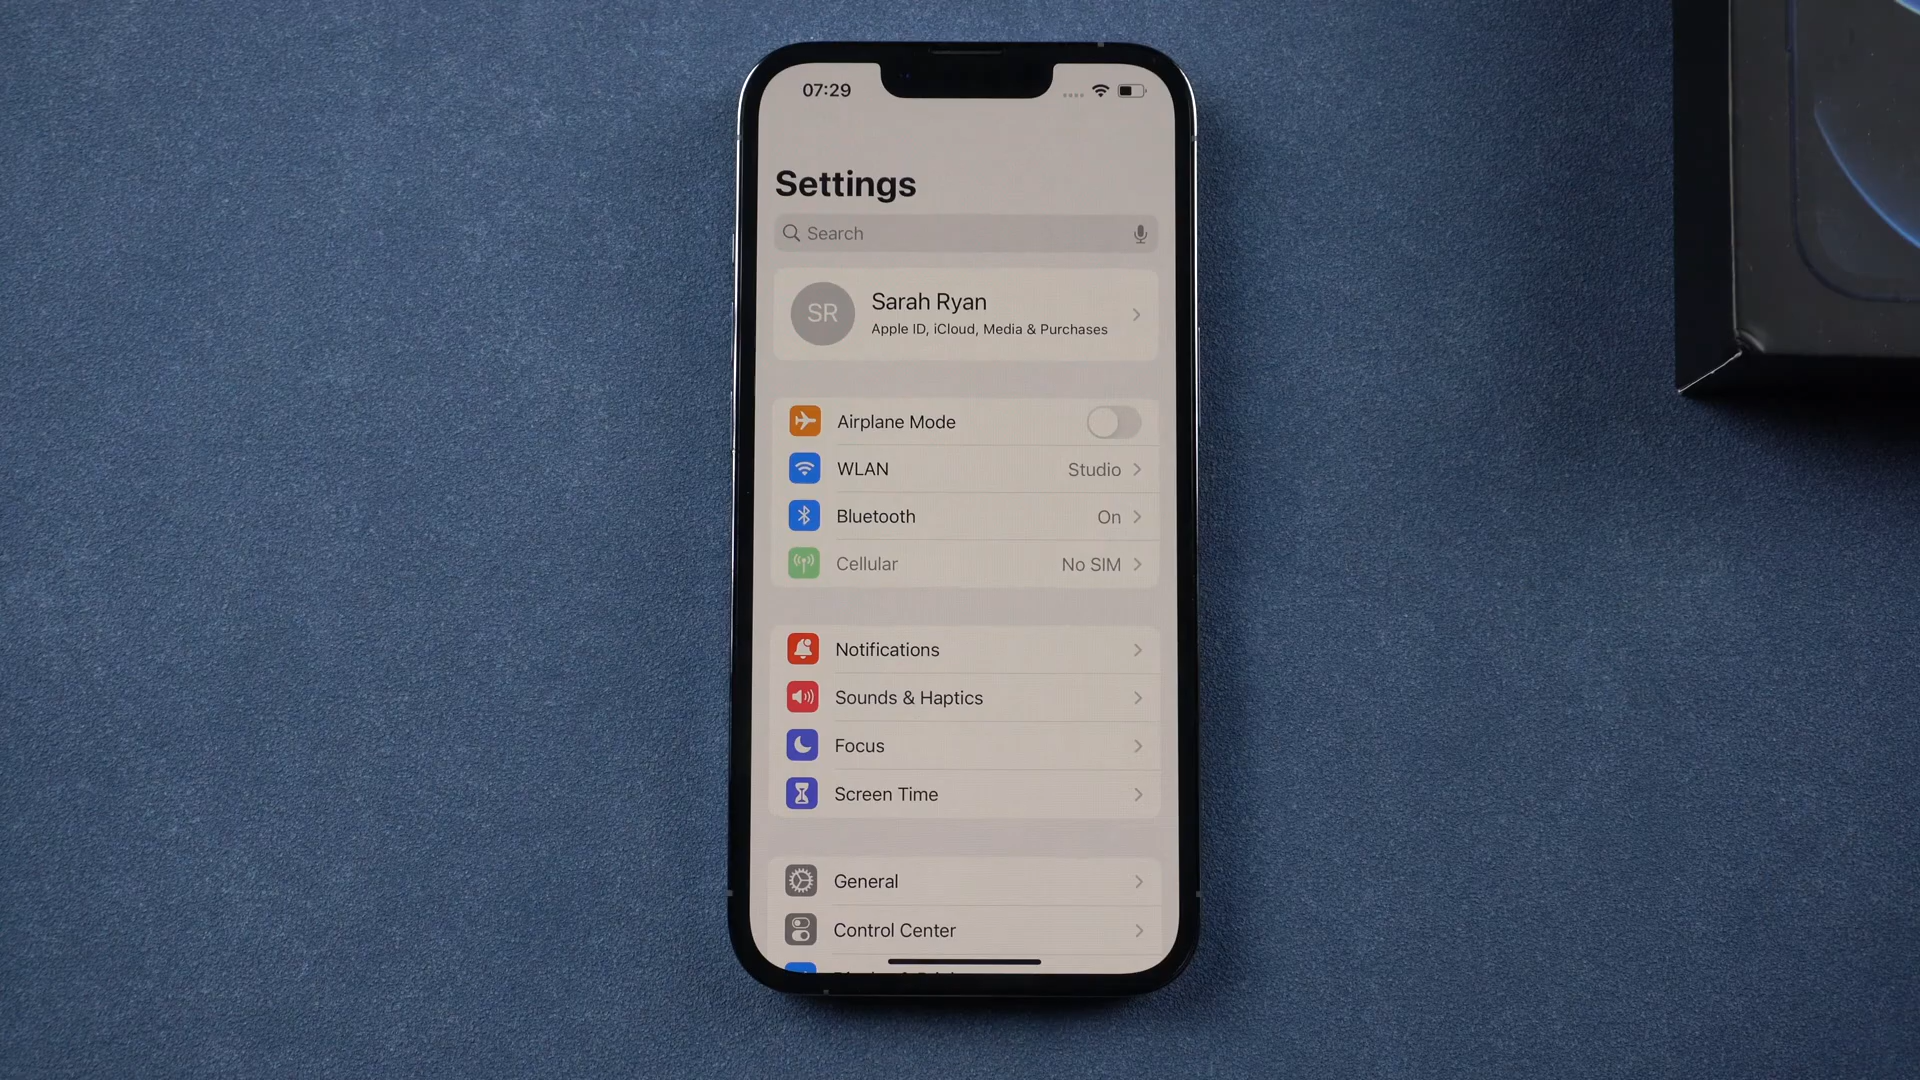 07:29
Settings
Search
SR
Sarah Ryan
Apple ID, iCloud, Media & Purchases
Airplane Mode
WLAN Studio
Bluetooth On
Cellular No SIM
Notifications
Sounds & Haptics
Focus
Screen Time
General
Control Center